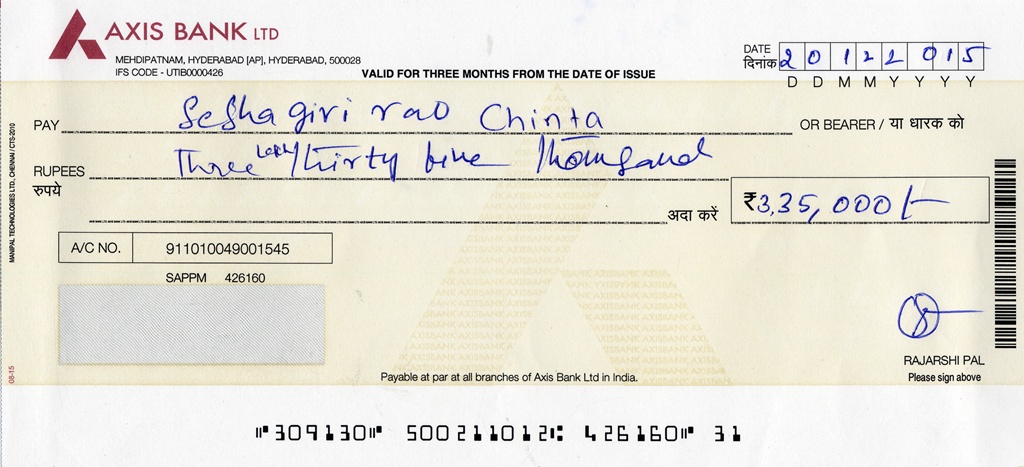 AXIS BANK LTD
MEHDIPATNAM, HYDERABAD [AP], HYDERABAD, 500028
IFS CODE - UTIB0000426
VALID FOR THREE MONTHS FROM THE DATE OF ISSUE
DATE
दिनांक 20122015
D D M M Y Y Y Y
PAY Seshagiri rao Chinta OR BEARER / या धारक को
RUPEES Three Lakh Thirty five Thousand
रुपये
अदा करें ₹3,35,000/-
A/C NO. 911010049001545
SAPPM 426160
RAJARSHI PAL
Please sign above
Payable at par at all branches of Axis Bank Ltd in India.
MANIPAL TECHNOLOGIES LTD., CHENNAI / CTS-2010
08-15
⑈309130⑈ 500211012⑆ 426160⑈ 31